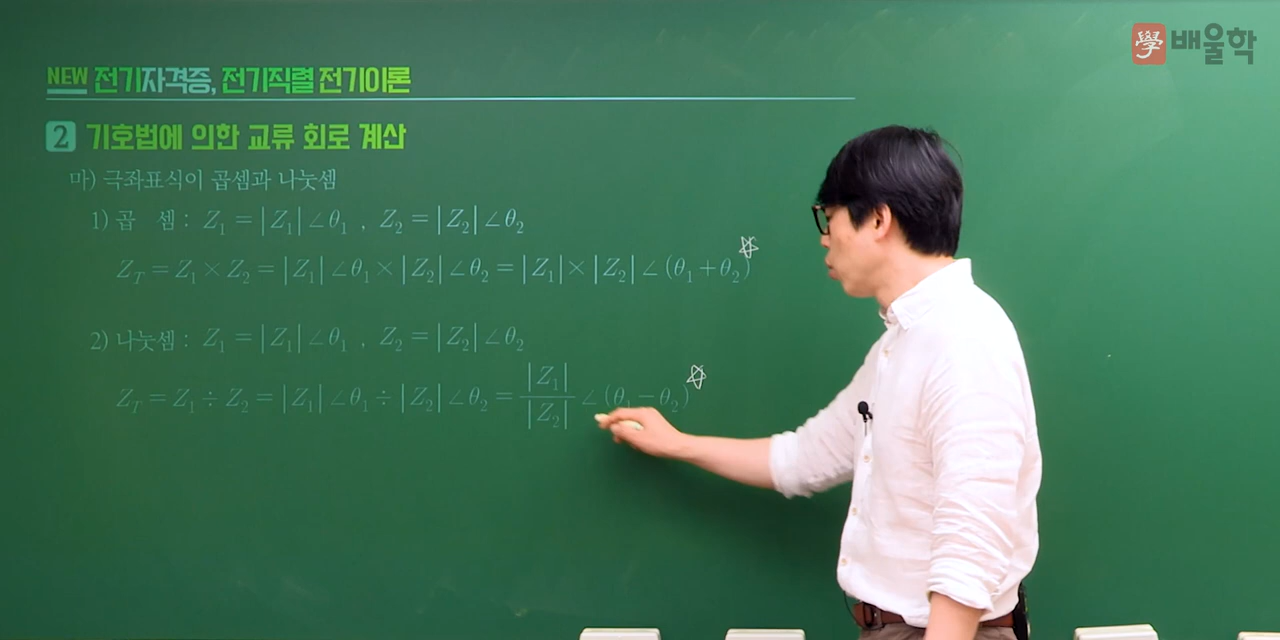 學 배울학
NEW 전기자격증, 전기직렬 전기이론
2 기호법에 의한 교류 회로 계산
마) 극좌표식이 곱셈과 나눗셈
1) 곱 셈 : Z₁ = |Z₁|∠θ₁ , Z₂ = |Z₂|∠θ₂
Z_T = Z₁ × Z₂ = |Z₁|∠θ₁ × |Z₂|∠θ₂ = |Z₁| × |Z₂|∠(θ₁ + θ₂)
2) 나눗셈 : Z₁ = |Z₁|∠θ₁ , Z₂ = |Z₂|∠θ₂
Z_T = Z₁ ÷ Z₂ = |Z₁|∠θ₁ ÷ |Z₂|∠θ₂ = |Z₁|/|Z₂| ∠(θ₁ − θ₂)